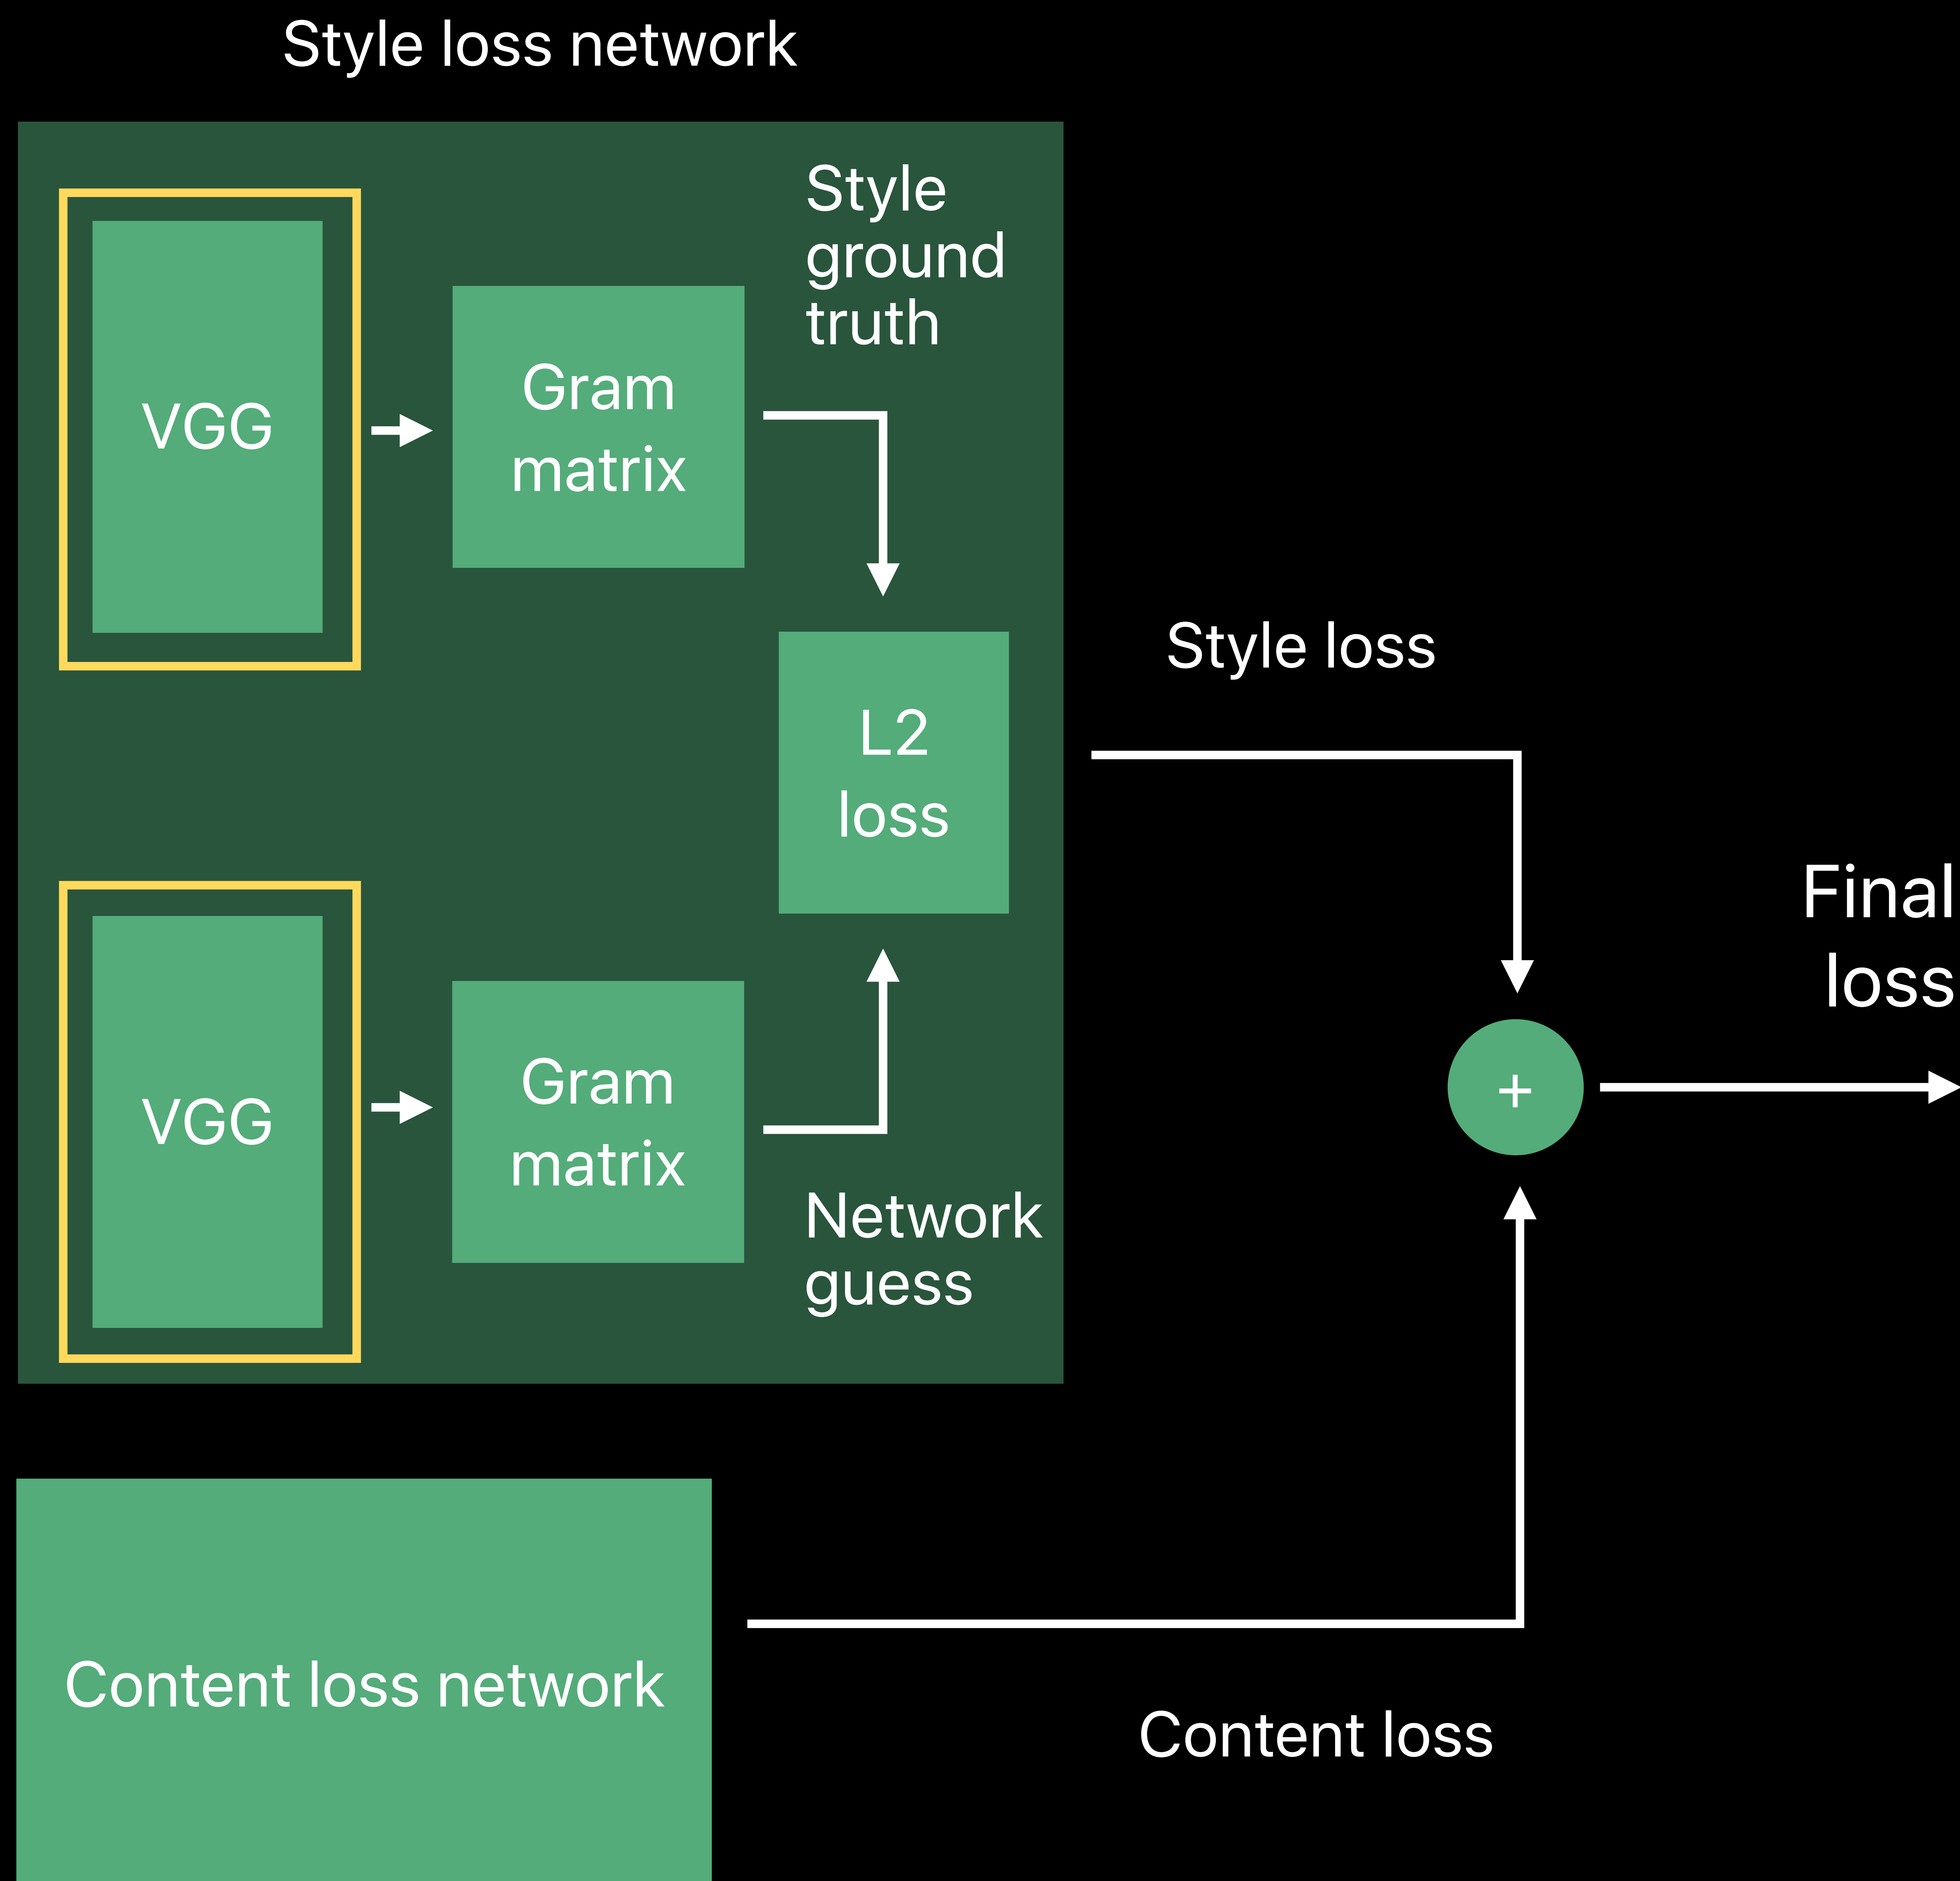 Style loss network
Style
ground
truth
VGG
Gram
matrix
L2
loss
Style loss
Final
loss
VGG
Gram
matrix
+
Network
guess
Content loss network
Content loss